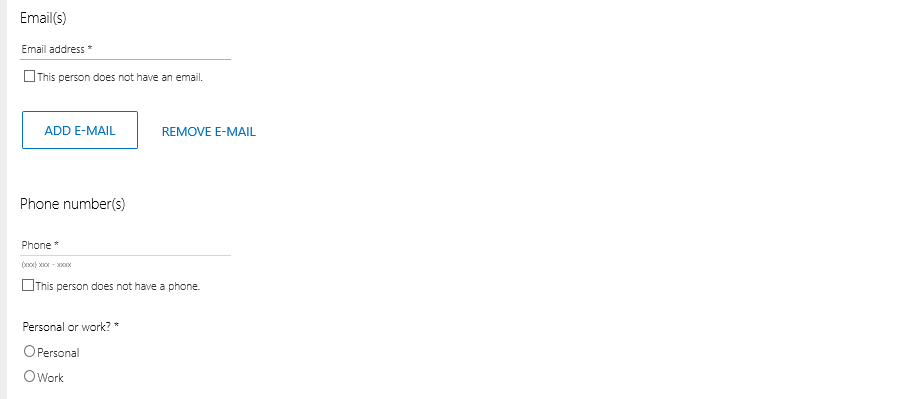 Email(s)
Email address *
This person does not have an email.
ADD E-MAIL REMOVE E-MAIL
Phone number(s)
Phone *
(xxx) xxx - xxxx
This person does not have a phone.
Personal or work? *
Personal
Work